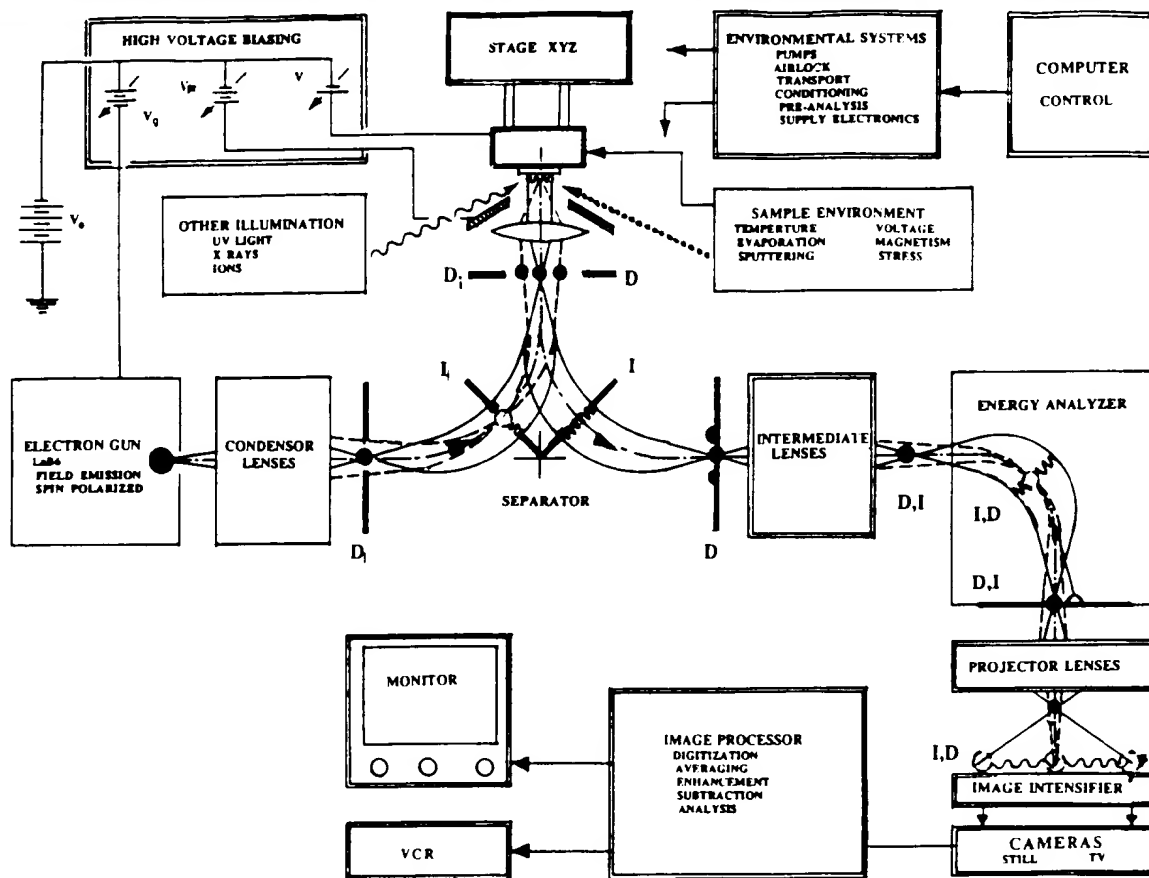 HIGH VOLTAGE BIASING
V
Vg
Vo
STAGE XYZ
ENVIRONMENTAL SYSTEMS
PUMPS
AIRLOCK
TRANSPORT
CONDITIONING
PRE-ANALYSIS
SUPPLY ELECTRONICS
COMPUTER
CONTROL
OTHER ILLUMINATION
UV LIGHT
X RAYS
IONS
SAMPLE ENVIRONMENT
TEMPERTURE VOLTAGE
EVAPORATION MAGNETISM
SPUTTERING STRESS
Di
D
Ii
I
ELECTRON GUN
LaB6
FIELD EMISSION
SPIN POLARIZED
CONDENSOR
LENSES
Di
SEPARATOR
D
INTERMEDIATE
LENSES
D,I
ENERGY ANALYZER
I,D
D,I
PROJECTOR LENSES
I,D
IMAGE INTENSIFIER
CAMERAS
STILL TV
MONITOR
VCR
IMAGE PROCESSOR
DIGITIZATION
AVERAGING
ENHANCEMENT
SUBTRACTION
ANALYSIS